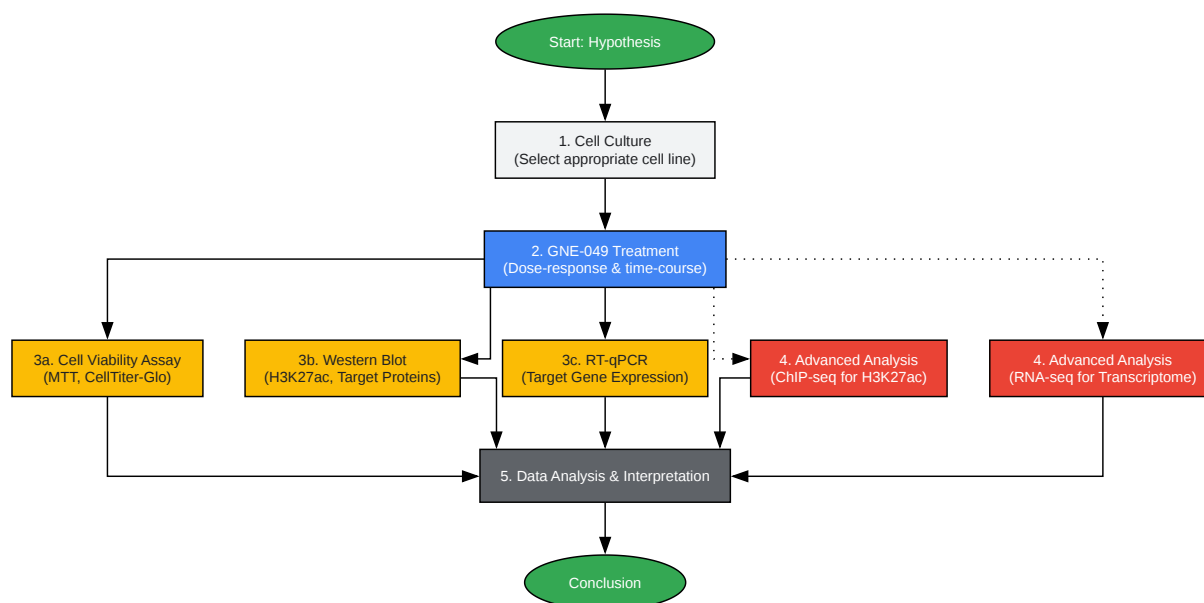 Start: Hypothesis
1. Cell Culture
(Select appropriate cell line)
2. GNE-049 Treatment
(Dose-response & time-course)
3a. Cell Viability Assay
(MTT, CellTiter-Glo)
3b. Western Blot
(H3K27ac, Target Proteins)
3c. RT-qPCR
(Target Gene Expression)
4. Advanced Analysis
(ChIP-seq for H3K27ac)
4. Advanced Analysis
(RNA-seq for Transcriptome)
5. Data Analysis & Interpretation
Conclusion